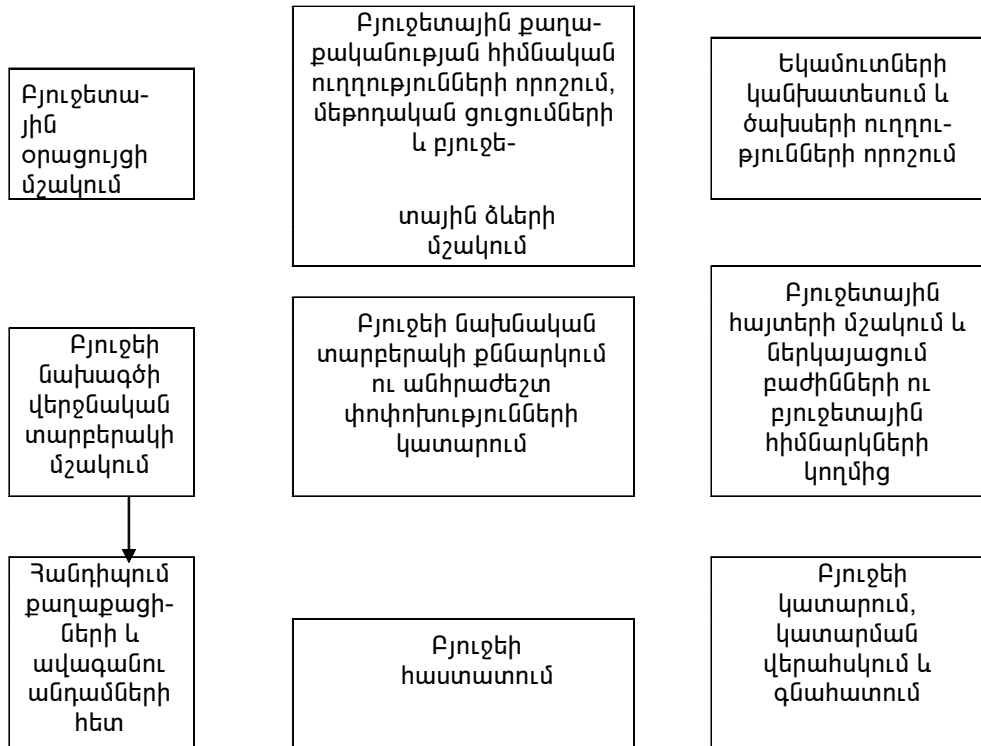 Բյուջետա-
յին
օրացույցի
մշակում
Բյուջետային քաղա-
քականության հիմնական
ուղղությունների որոշում,
մեթոդական ցուցումների
և բյուջե-
տային ձևերի
մշակում
Եկամուտների
կանխատեսում և
ծախսերի ուղղու-
թյունների որոշում
Բյուջեի
նախագծի
վերջնական
տարբերակի
մշակում
Բյուջեի նախնական
տարբերակի քննարկում
ու անհրաժեշտ
փոփոխությունների
կատարում
Բյուջետային
հայտերի մշակում և
ներկայացում
բաժինների ու
բյուջետային
հիմնարկների
կողմից
Հանդիպում
քաղաքացի-
ների և
ավագանու
անդամների
հետ
Բյուջեի
հաստատում
Բյուջեի
կատարում,
կատարման
վերահսկում և
գնահատում